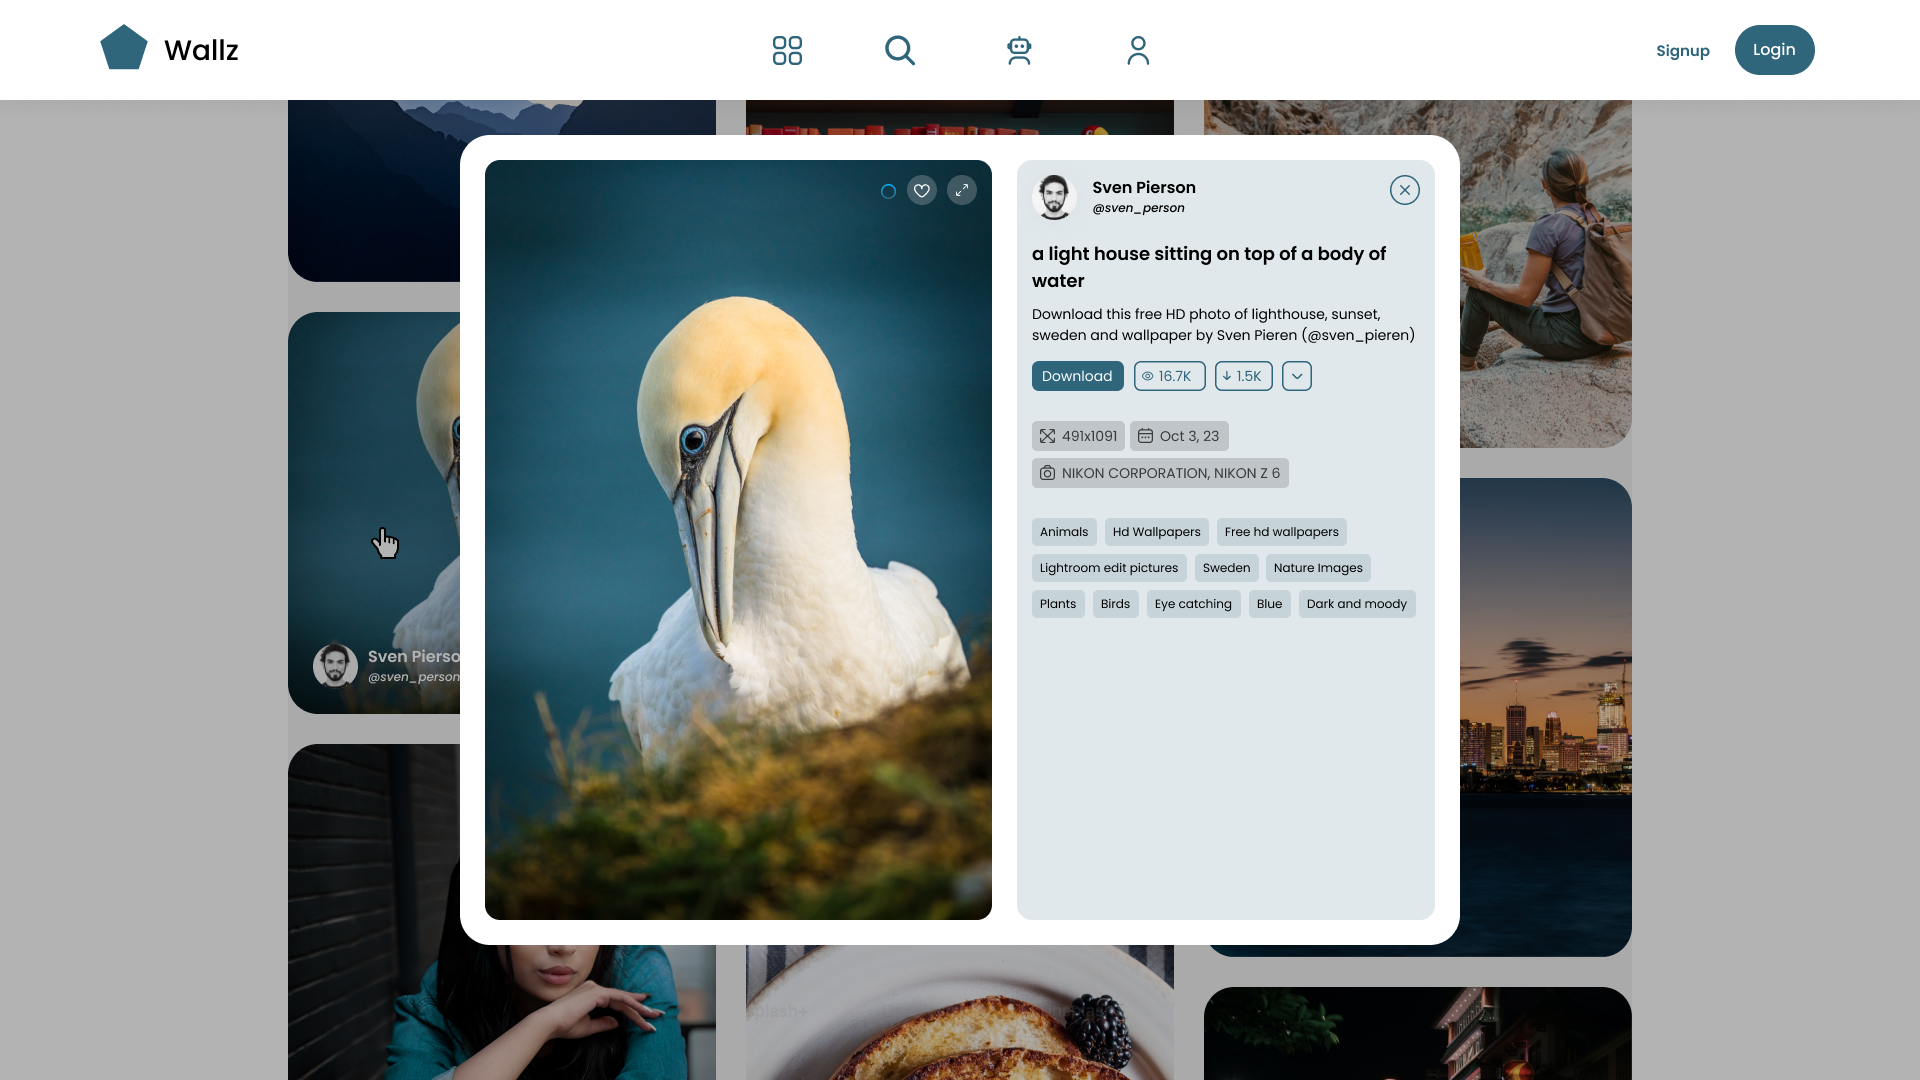 Wallz
Signup
Login
Sven Pierson
@sven_person
a light house sitting on top of a body of
water
Download this free HD photo of lighthouse, sunset,
sweden and wallpaper by Sven Pieren (@sven_pieren)
Download
16.7K
1.5K
491x1091
Oct 3, 23
NIKON CORPORATION, NIKON Z 6
Animals
Hd Wallpapers
Free hd wallpapers
Lightroom edit pictures
Sweden
Nature Images
Plants
Birds
Eye catching
Blue
Dark and moody
Sven Pierso
@sven_person
splash+